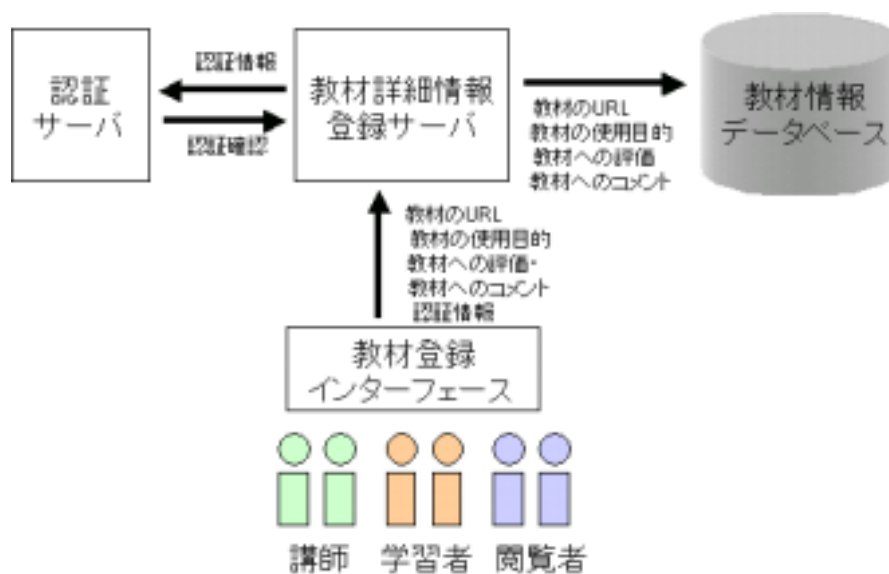 認証
サーバ
認証情報
認証確認
教材詳細情報
登録サーバ
教材のURL
教材の使用目的
教材への評価
教材へのコメント
教材情報
データベース
教材のURL
教材の使用目的
教材への評価・
教材へのコメント
認証情報
教材登録
インターフェース
講師
学習者
閲覧者